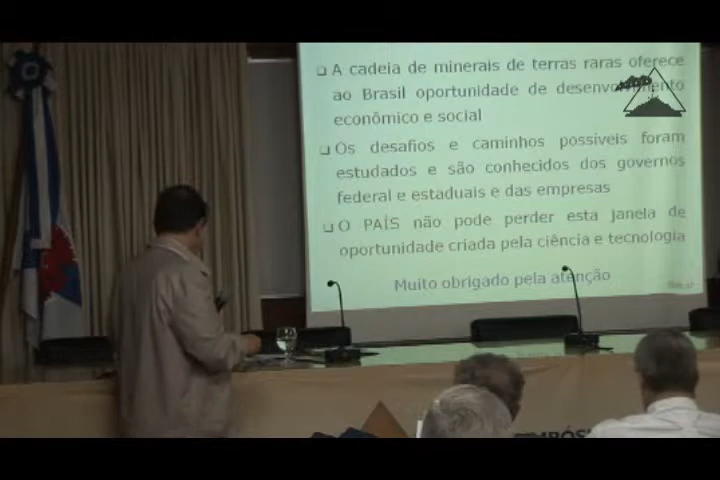 ❑ A cadeia de minerais de terras raras oferece
ao Brasil oportunidade de desenvolvimento
econômico e social
❑ Os desafios e caminhos possíveis foram
estudados e são conhecidos dos governos
federal e estaduais e das empresas
❑ O PAÍS não pode perder esta janela de
oportunidade criada pela ciência e tecnologia
Muito obrigado pela atenção